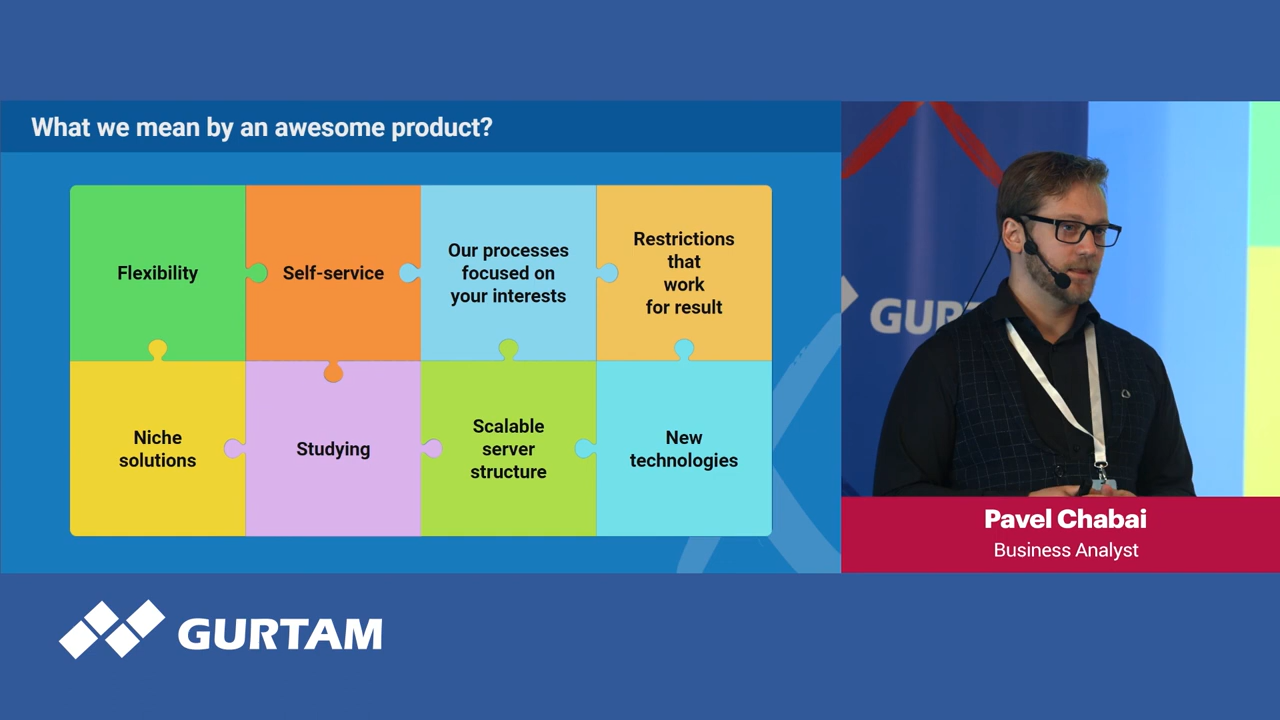 What we mean by an awesome product?
Flexibility
Self-service
Our processes
focused on
your interests
Restrictions
that
work
for result
Niche
solutions
Studying
Scalable
server
structure
New
technologies
GUR
Pavel Chabai
Business Analyst
GURTAM